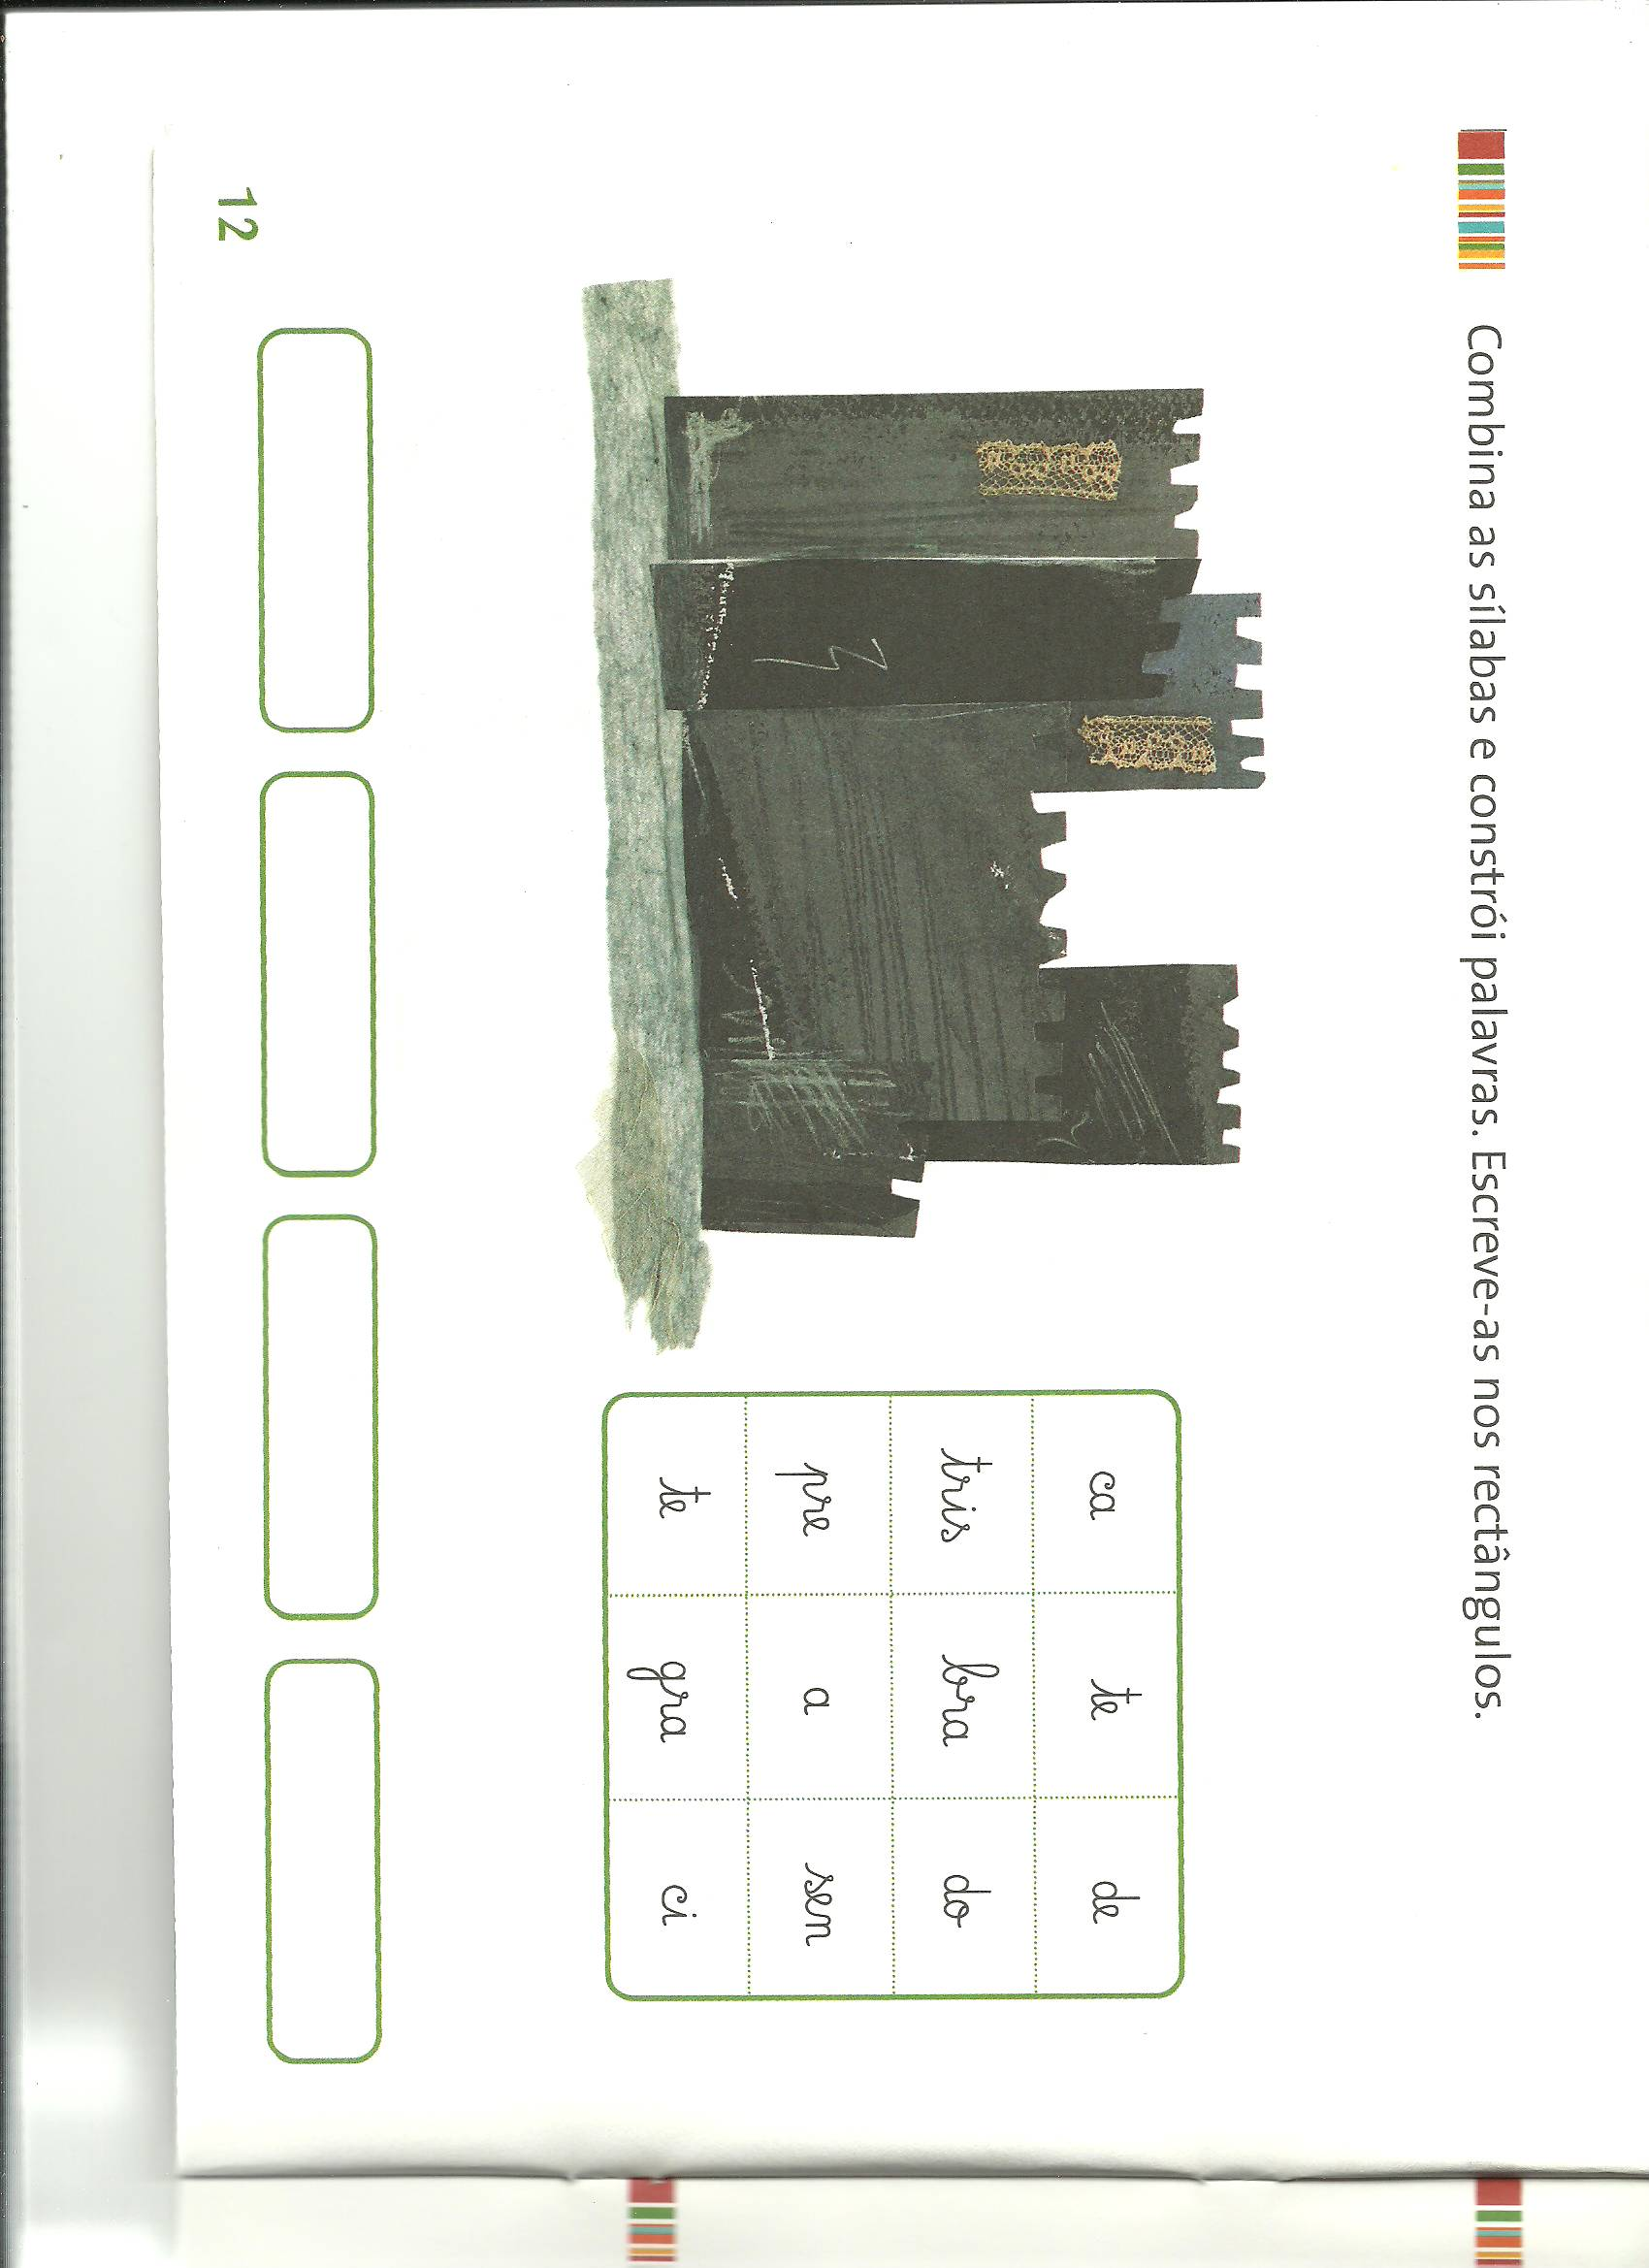 Combina as sílabas e constrói palavras. Escreve-as nos rectângulos.
ca te de
tris bra do
pre a sen
te gra ci
12